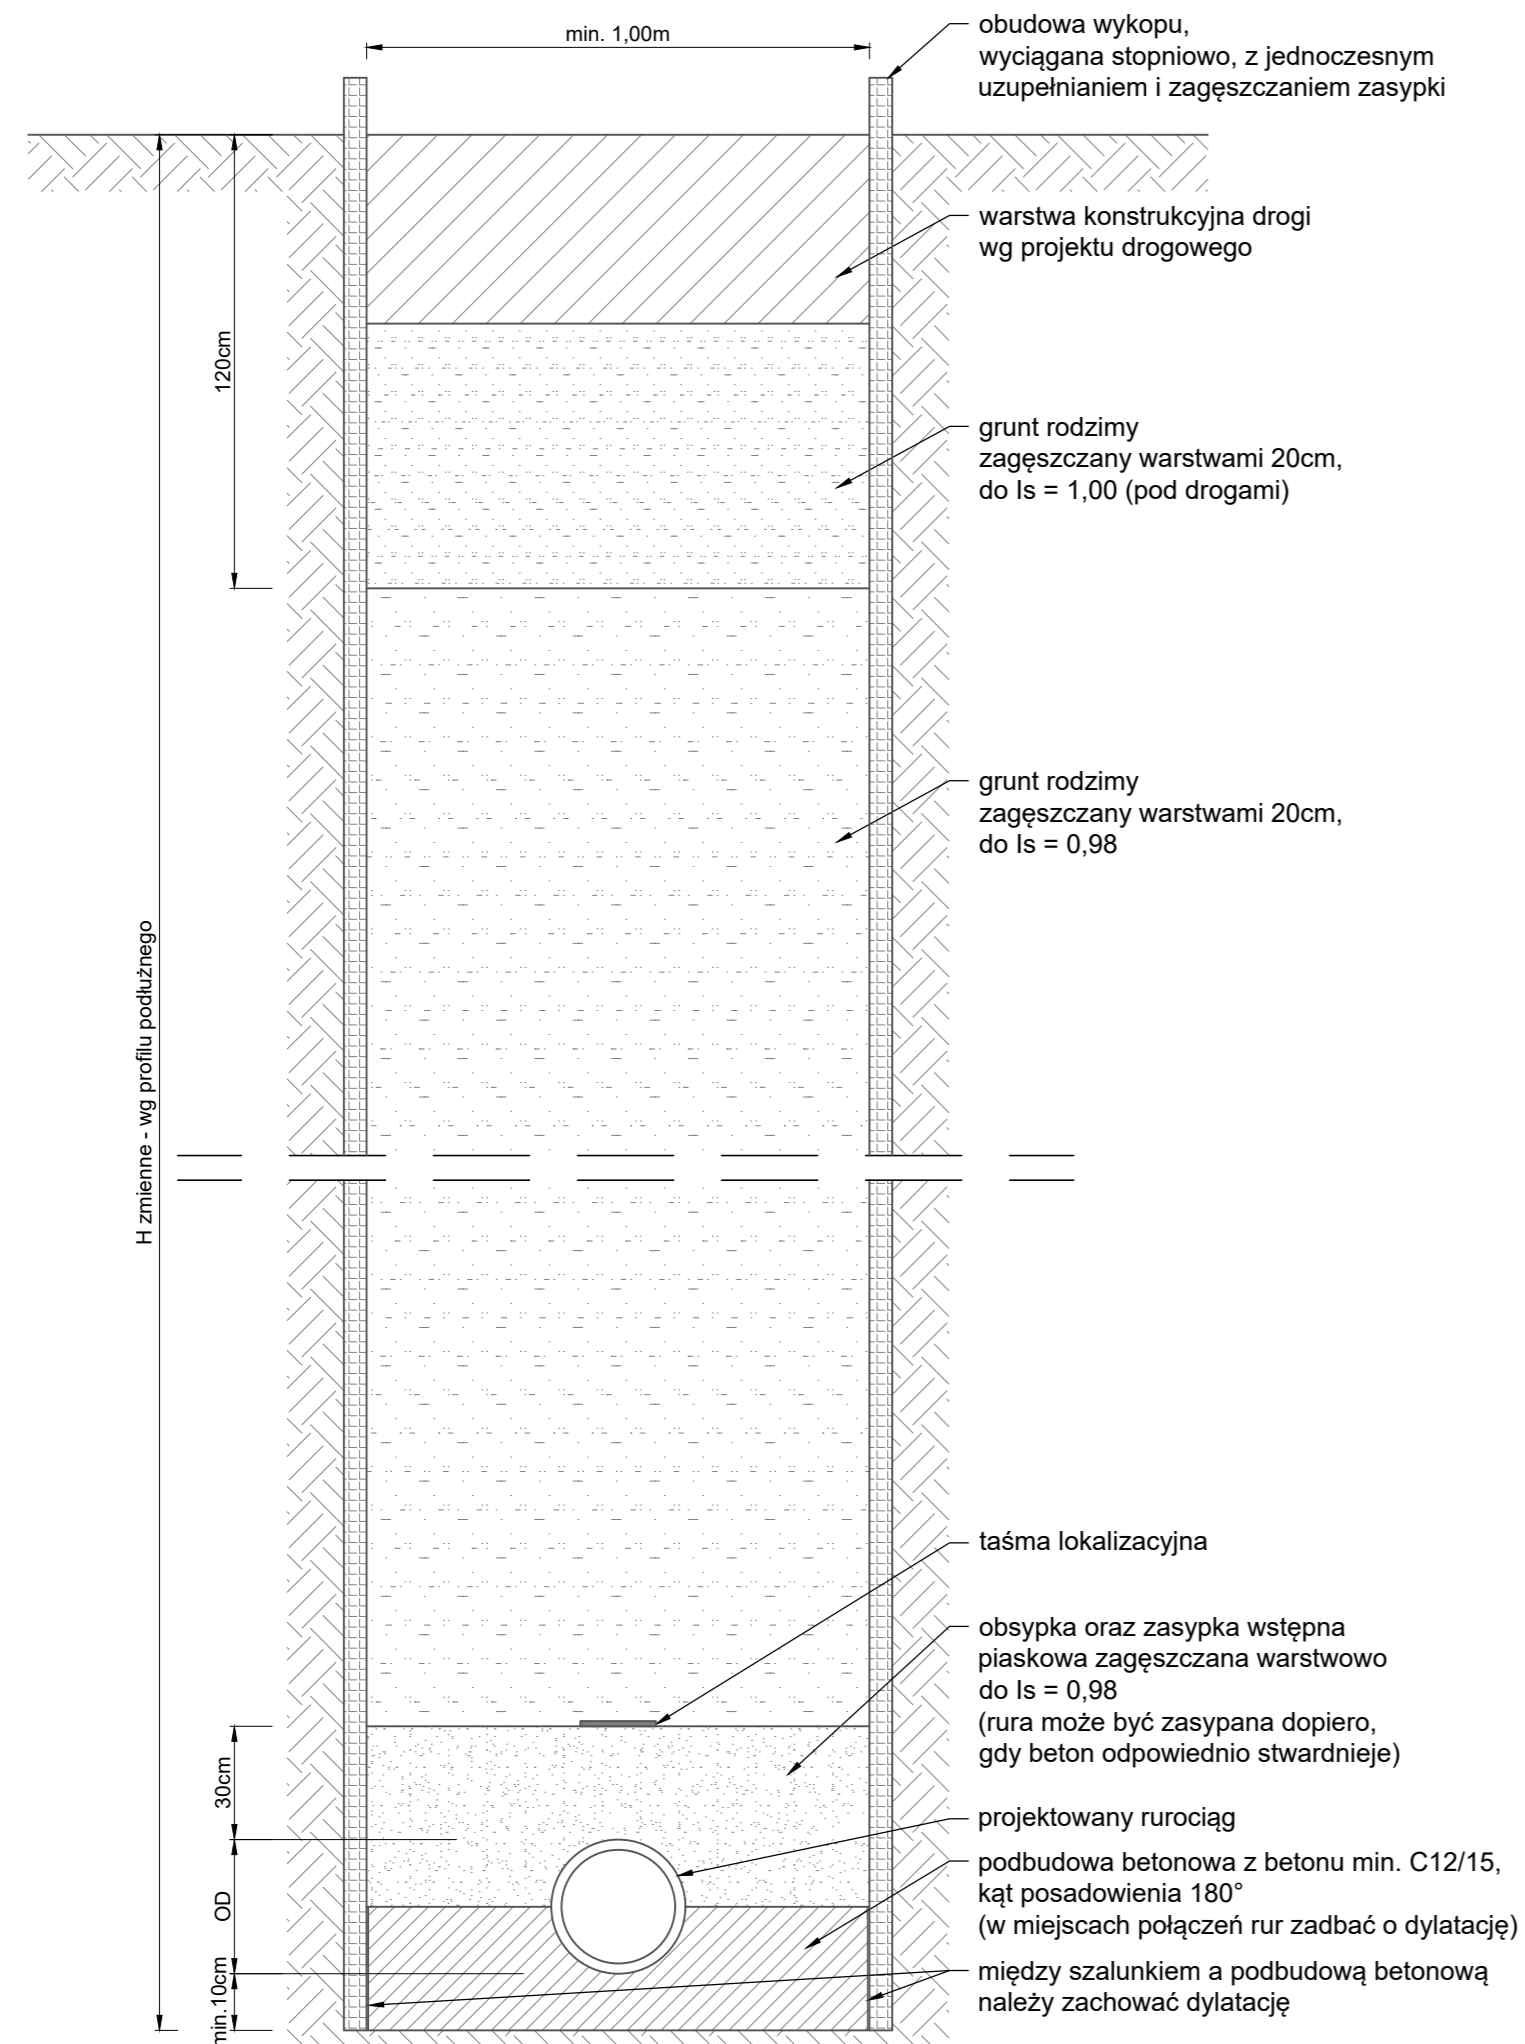 min. 1,00m
obudowa wykopu,
wyciągana stopniowo, z jednoczesnym
uzupełnianiem i zagęszczaniem zasypki
warstwa konstrukcyjna drogi
wg projektu drogowego
120cm
grunt rodzimy
zagęszczany warstwami 20cm,
do Is = 1,00 (pod drogami)
grunt rodzimy
zagęszczany warstwami 20cm,
do Is = 0,98
H zmienne - wg profilu podłużnego
taśma lokalizacyjna
obsypka oraz zasypka wstępna
piaskowa zagęszczana warstwowo
do Is = 0,98
(rura może być zasypana dopiero,
gdy beton odpowiednio stwardnieje)
30cm
projektowany rurociąg
podbudowa betonowa z betonu min. C12/15,
kąt posadowienia 180°
(w miejscach połączeń rur zadbać o dylatację)
OD
między szalunkiem a podbudową betonową
należy zachować dylatację
min.10cm